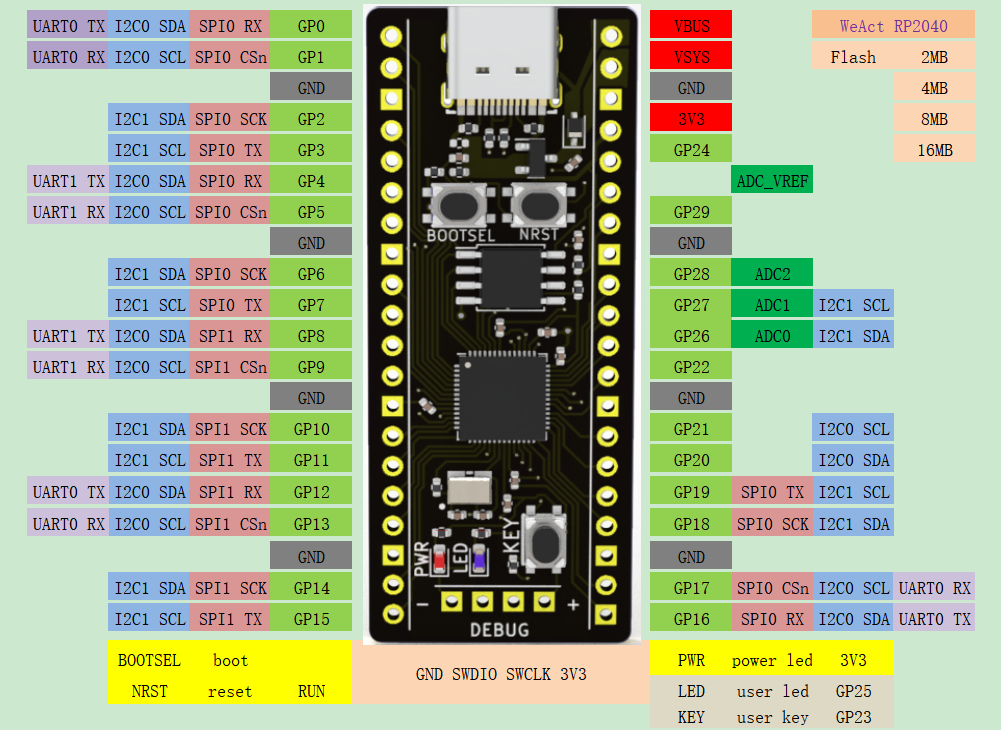 UART0 TX I2C0 SDA SPI0 RX GP0 VBUS WeAct RP2040
UART0 RX I2C0 SCL SPI0 CSn GP1 VSYS Flash 2MB
GND GND 4MB
I2C1 SDA SPI0 SCK GP2 3V3 8MB
I2C1 SCL SPI0 TX GP3 GP24 16MB
UART1 TX I2C0 SDA SPI0 RX GP4 ADC_VREF
UART1 RX I2C0 SCL SPI0 CSn GP5 GP29
BOOTSEL NRST
GND GND
I2C1 SDA SPI0 SCK GP6 GP28 ADC2
I2C1 SCL SPI0 TX GP7 GP27 ADC1 I2C1 SCL
UART1 TX I2C0 SDA SPI1 RX GP8 GP26 ADC0 I2C1 SDA
UART1 RX I2C0 SCL SPI1 CSn GP9 GP22
GND GND
I2C1 SDA SPI1 SCK GP10 GP21 I2C0 SCL
I2C1 SCL SPI1 TX GP11 GP20 I2C0 SDA
UART0 TX I2C0 SDA SPI1 RX GP12 GP19 SPI0 TX I2C1 SCL
UART0 RX I2C0 SCL SPI1 CSn GP13 GP18 SPI0 SCK I2C1 SDA
GND PWR LED KEY GND
I2C1 SDA SPI1 SCK GP14 GP17 SPI0 CSn I2C0 SCL UART0 RX
I2C1 SCL SPI1 TX GP15 − + GP16 SPI0 RX I2C0 SDA UART0 TX
DEBUG
BOOTSEL boot PWR power led 3V3
GND SWDIO SWCLK 3V3
NRST reset RUN LED user led GP25
KEY user key GP23